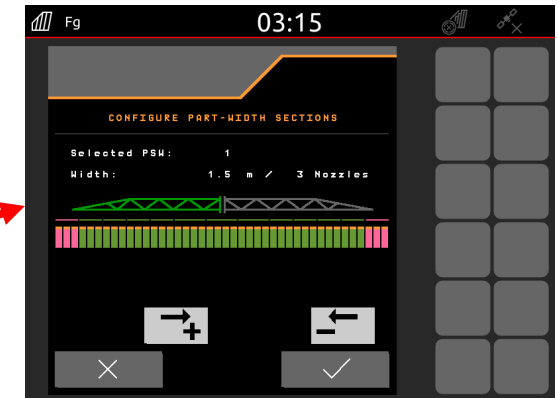 Fg 03:15
CONFIGURE PART-WIDTH SECTIONS
Selected PSW: 1
Width: 1.5 m / 3 Nozzles